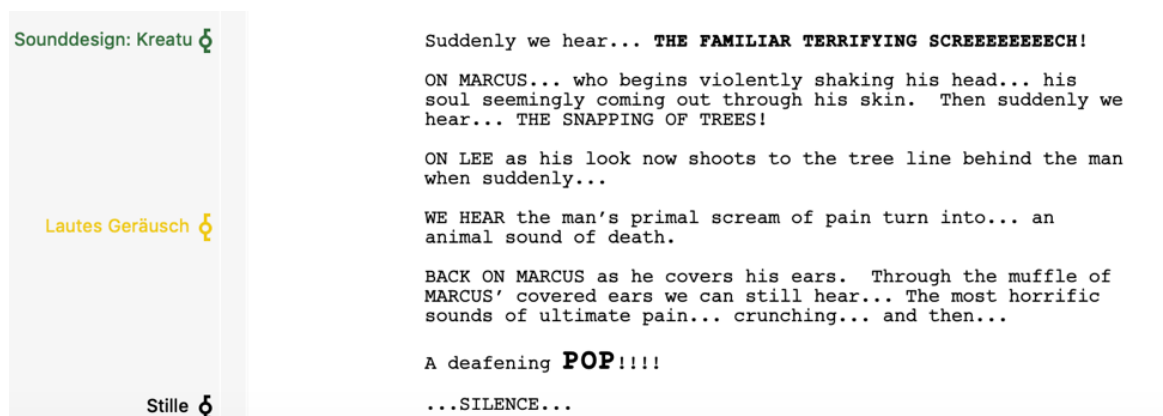 Sounddesign: Kreatu
Suddenly we hear... THE FAMILIAR TERRIFYING SCREEEEEEEECH!
ON MARCUS... who begins violently shaking his head... his
soul seemingly coming out through his skin. Then suddenly we
hear... THE SNAPPING OF TREES!
ON LEE as his look now shoots to the tree line behind the man
when suddenly...
Lautes Geräusch
WE HEAR the man's primal scream of pain turn into... an
animal sound of death.
BACK ON MARCUS as he covers his ears. Through the muffle of
MARCUS' covered ears we can still hear... The most horrific
sounds of ultimate pain... crunching... and then...
A deafening POP!!!!
Stille
...SILENCE...